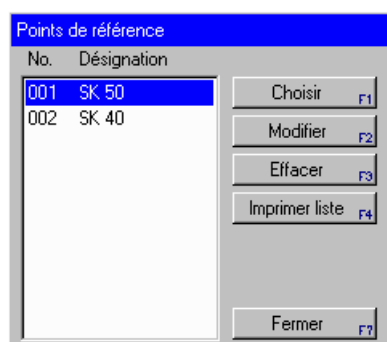 Points de référence
No. Désignation
001 SK 50
002 SK 40
Choisir F1
Modifier F2
Effacer F3
Imprimer liste F4
Fermer F7